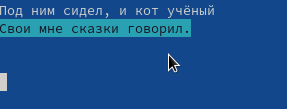 Под ним сидел, и кот учёный
Свои мне сказки говорил.